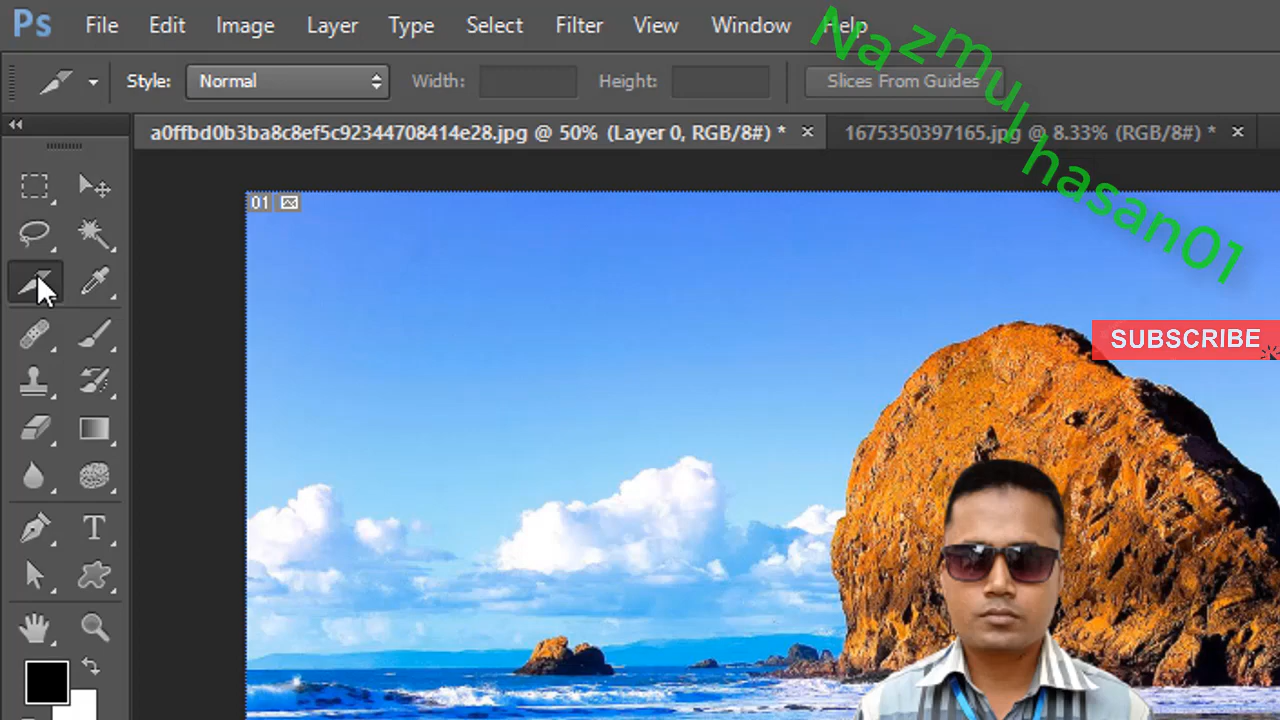 Ps File Edit Image Layer Type Select Filter View Window Help
Style: Normal Width: Height: Slices From Guides
a0ffbd0b3ba8c8ef5c92344708414e28.jpg @ 50% (Layer 0, RGB/8#) * 1675350397165.jpg @ 8.33% (RGB/8#) *
Nazmul hasan01
01
SUBSCRIBE
T